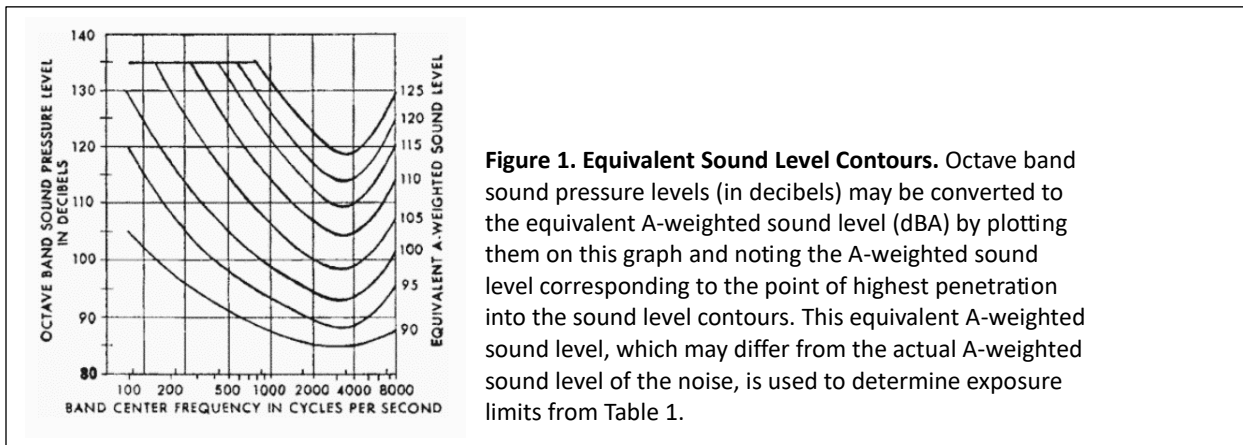 140
130
120
110
100
90
80
OCTAVE BAND SOUND PRESSURE LEVEL
IN DECIBELS
125
120
115
110
105
100
95
90
EQUIVALENT A-WEIGHTED SOUND LEVEL
100 200 500 1000 2000 4000 8000
BAND CENTER FREQUENCY IN CYCLES PER SECOND
Figure 1. Equivalent Sound Level Contours. Octave band
sound pressure levels (in decibels) may be converted to
the equivalent A-weighted sound level (dBA) by plotting
them on this graph and noting the A-weighted sound
level corresponding to the point of highest penetration
into the sound level contours. This equivalent A-weighted
sound level, which may differ from the actual A-weighted
sound level of the noise, is used to determine exposure
limits from Table 1.